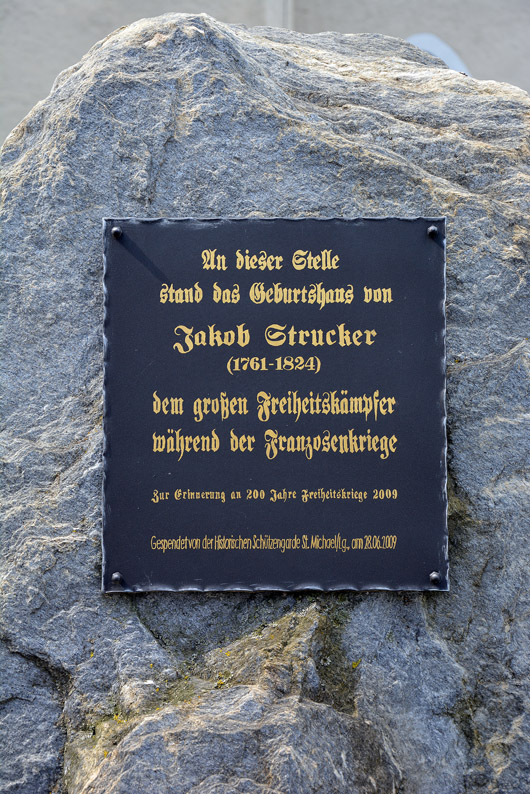 An dieser Stelle
stand das Geburtshaus von
Jakob Strucker
(1761-1824)
dem großen Freiheitskämpfer
während der Franzosenkriege
Zur Erinnerung an 200 Jahre Freiheitskriege 2009
Gespendet von der Historischen Schützengarde St. Michael/Lg., am 28.06.2009